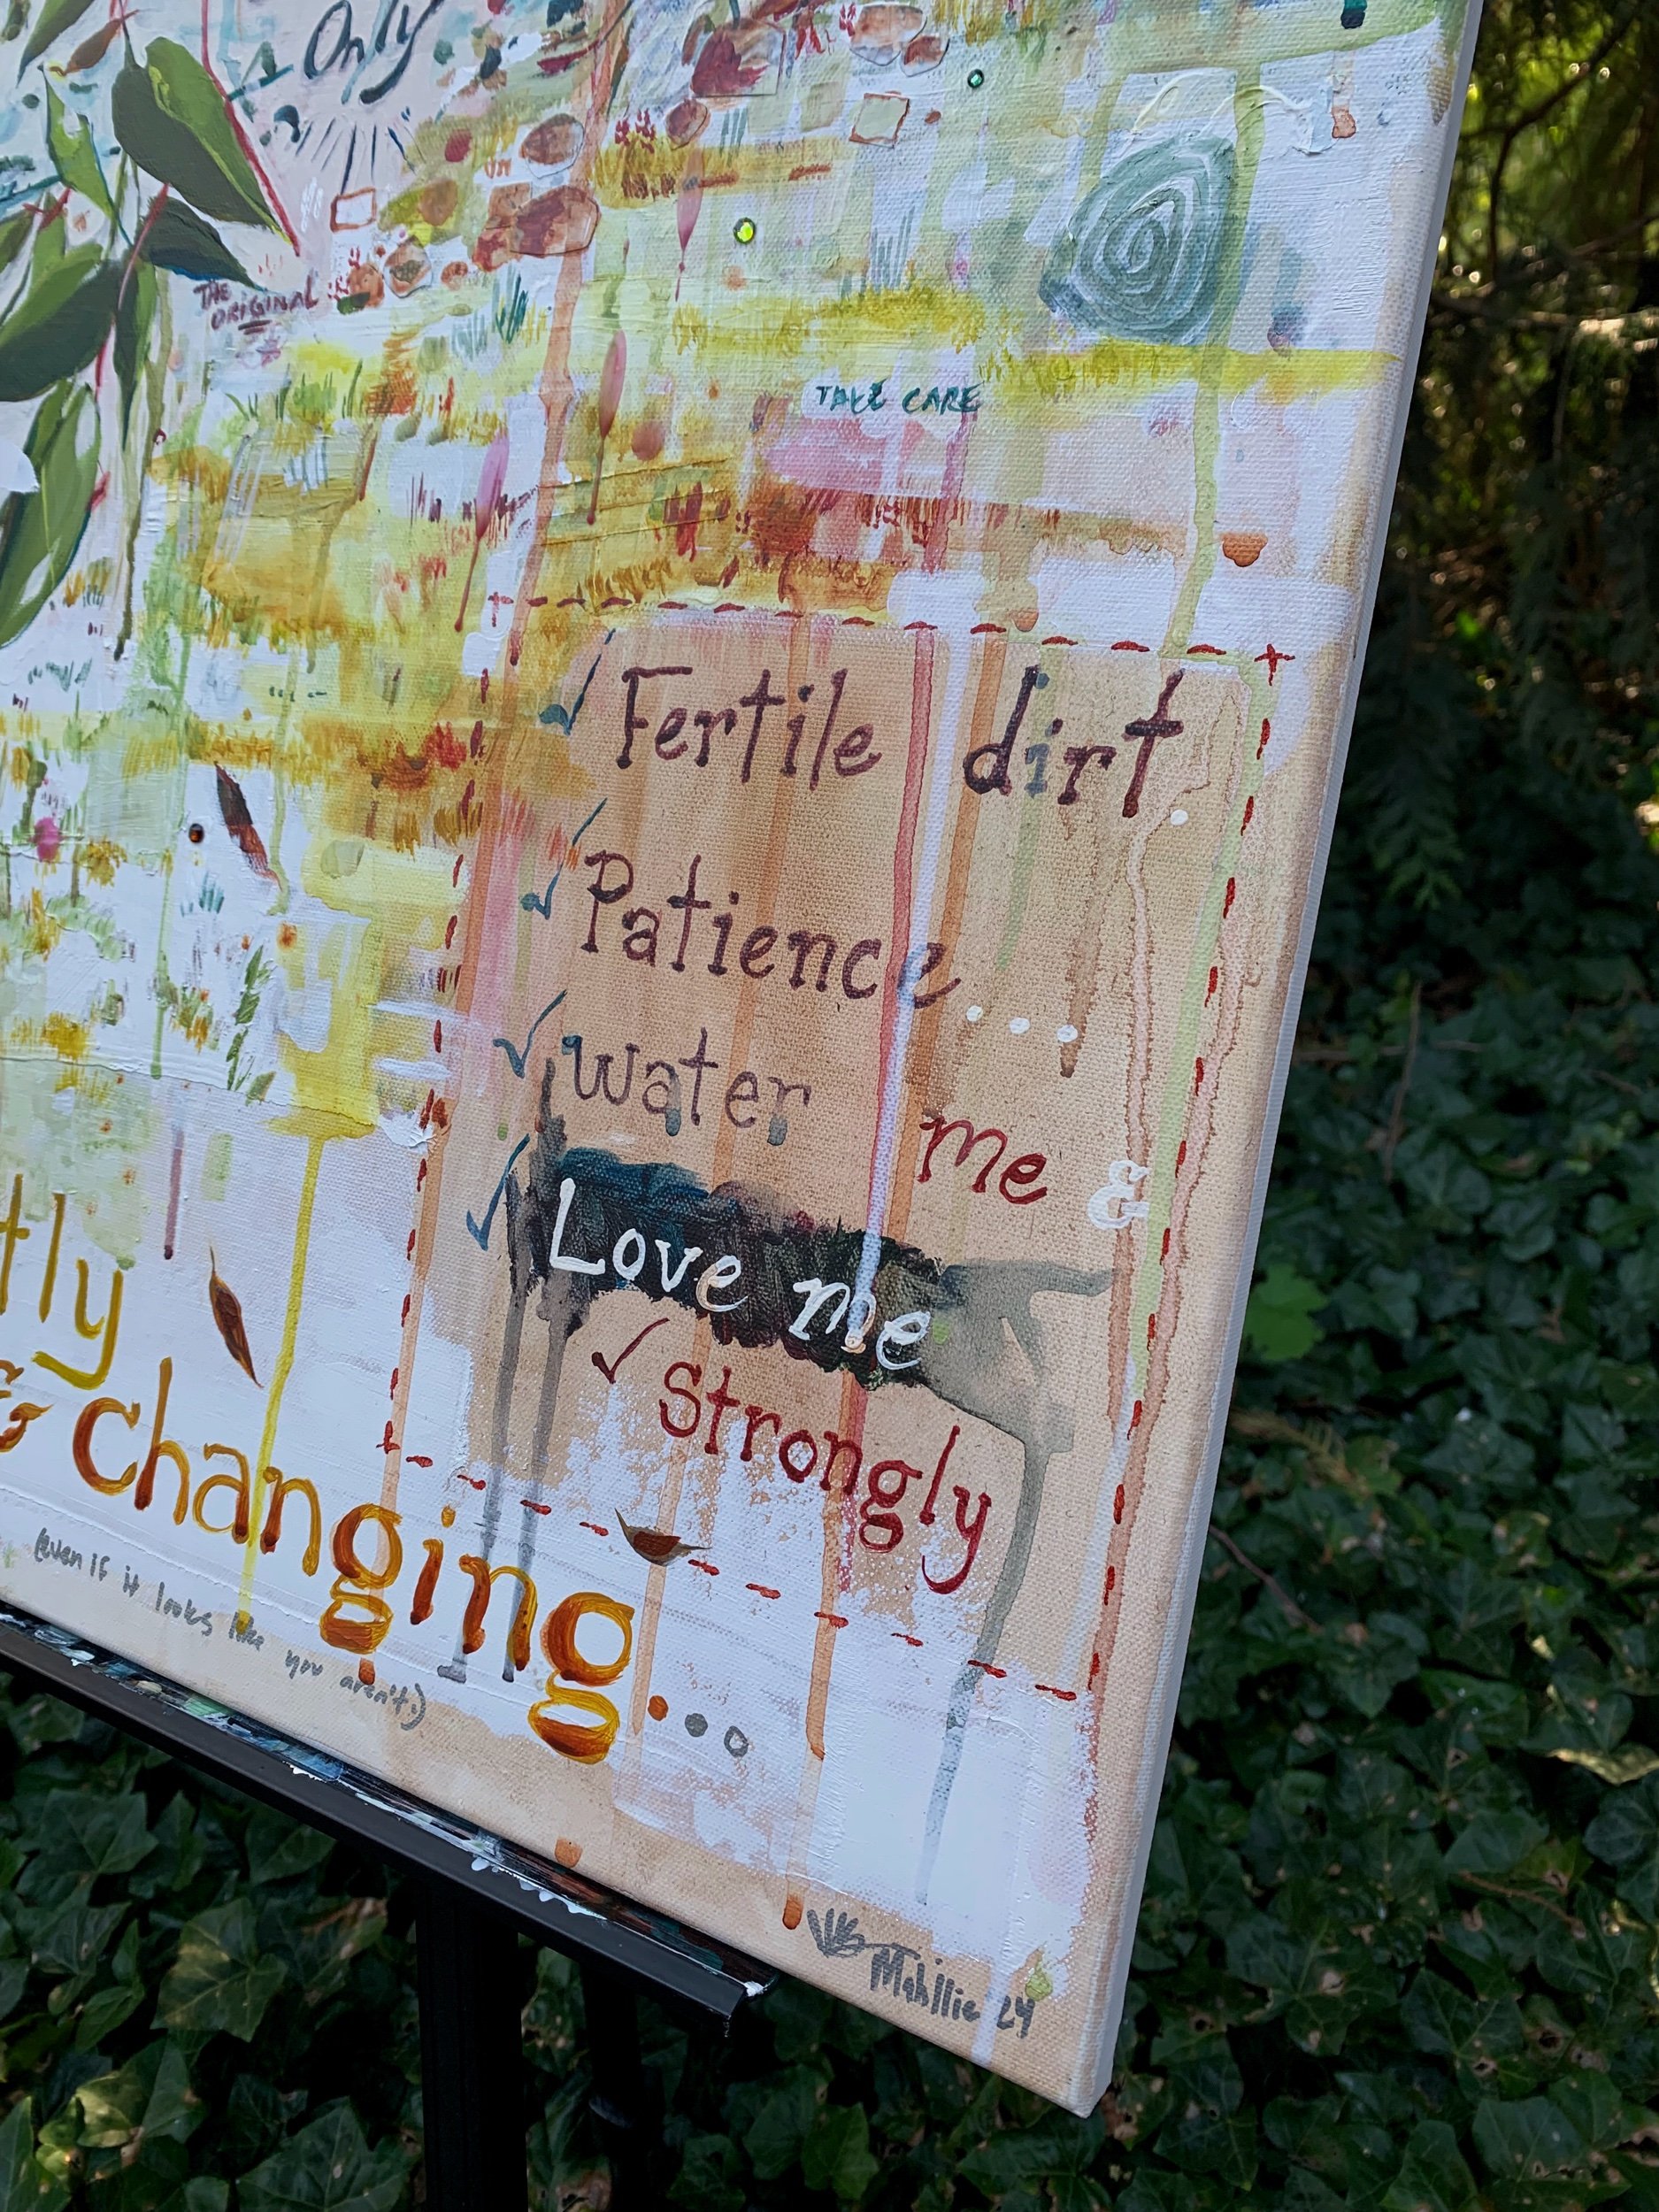 Only
THE
ORIGINAL
TAKE CARE
Fertile dirt.
Patience...
Water me &
Love me
Strongly
tly
& Changing...
(even if it looks like you aren't.)
24